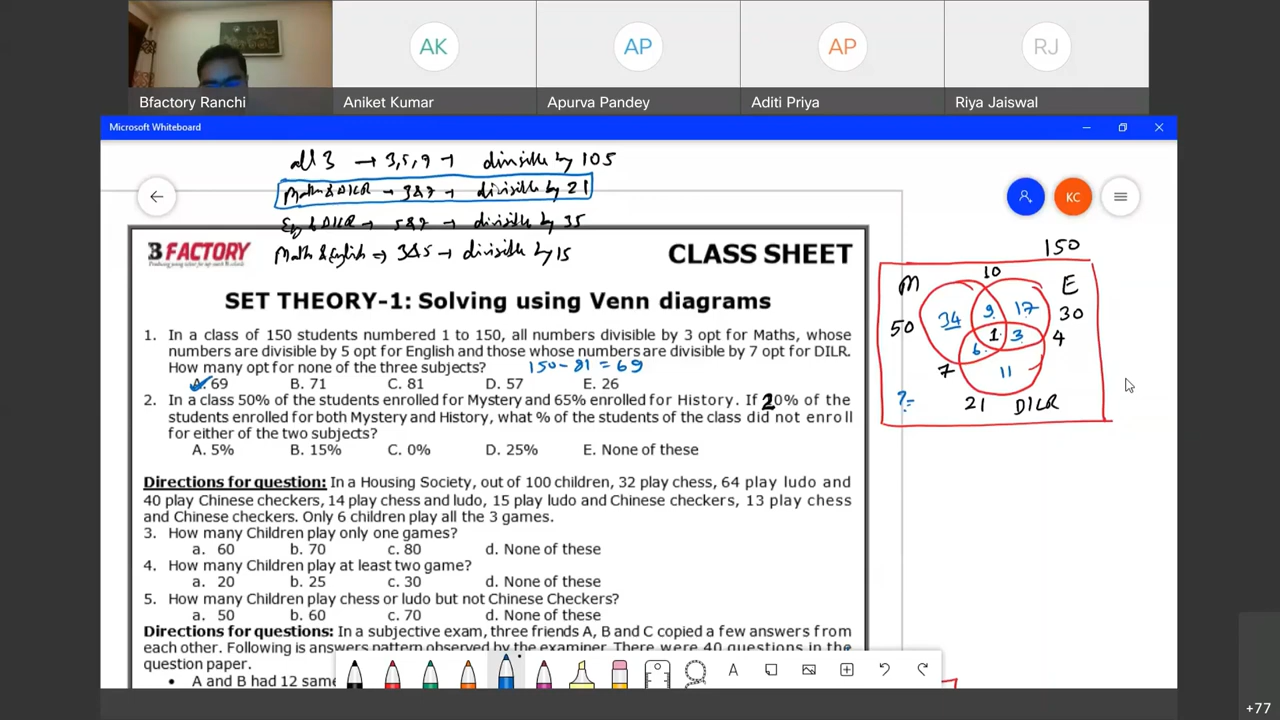 AK
AP
AP
RJ
Bfactory Ranchi
Aniket Kumar
Apurva Pandey
Aditi Priya
Riya Jaiswal
Microsoft Whiteboard
all 3 → 3,5,7 → divisible by 105
Maths & DILR → 3&7 → divisible by 21
Eng & DILR → 5&7 → divisible by 35
Maths & English → 3&5 → divisible by 15
KC
B FACTORY
CLASS SHEET
SET THEORY-1: Solving using Venn diagrams
1. In a class of 150 students numbered 1 to 150, all numbers divisible by 3 opt for Maths, whose
numbers are divisible by 5 opt for English and those whose numbers are divisible by 7 opt for DILR.
How many opt for none of the three subjects? 150-81 = 69
A. 69 B. 71 C. 81 D. 57 E. 26
2. In a class 50% of the students enrolled for Mystery and 65% enrolled for History. If 20% of the
students enrolled for both Mystery and History, what % of the students of the class did not enroll
for either of the two subjects?
A. 5% B. 15% C. 0% D. 25% E. None of these
Directions for question: In a Housing Society, out of 100 children, 32 play chess, 64 play ludo and
40 play Chinese checkers, 14 play chess and ludo, 15 play ludo and Chinese checkers, 13 play chess
and Chinese checkers. Only 6 children play all the 3 games.
3. How many Children play only one games?
a. 60 b. 70 c. 80 d. None of these
4. How many Children play at least two game?
a. 20 b. 25 c. 30 d. None of these
5. How many Children play chess or ludo but not Chinese Checkers?
a. 50 b. 60 c. 70 d. None of these
Directions for questions: In a subjective exam, three friends A, B and C copied a few answers from
each other. Following is answers pattern observed by the examiner. There were 40 questions in the
question paper.
• A and B had 12 same
150
10
M E
34 9 17 30
50 1 3 4
6
7 11
?= 21 DILR
A
+77